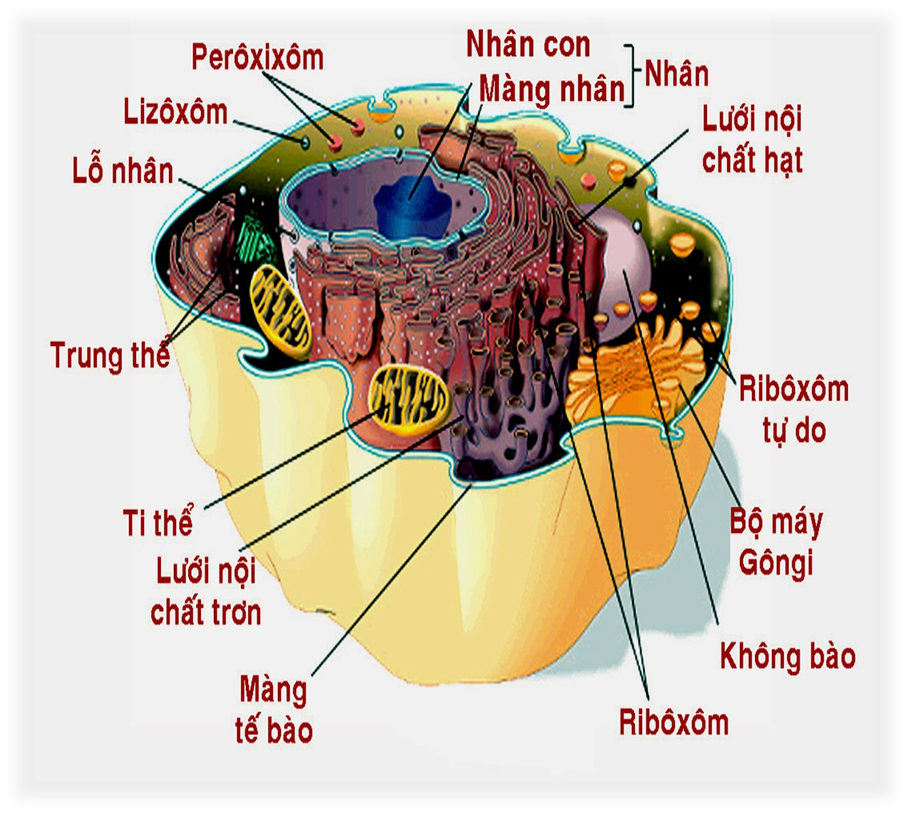 Nhân con
Màng nhân
Nhân
Perôxixôm
Lizôxôm
Lỗ nhân
Lưới nội
chất hạt
Trung thể
Ribôxôm
tự do
Ti thể
Lưới nội
chất trơn
Bộ máy
Gôngi
Không bào
Màng
tế bào
Ribôxôm